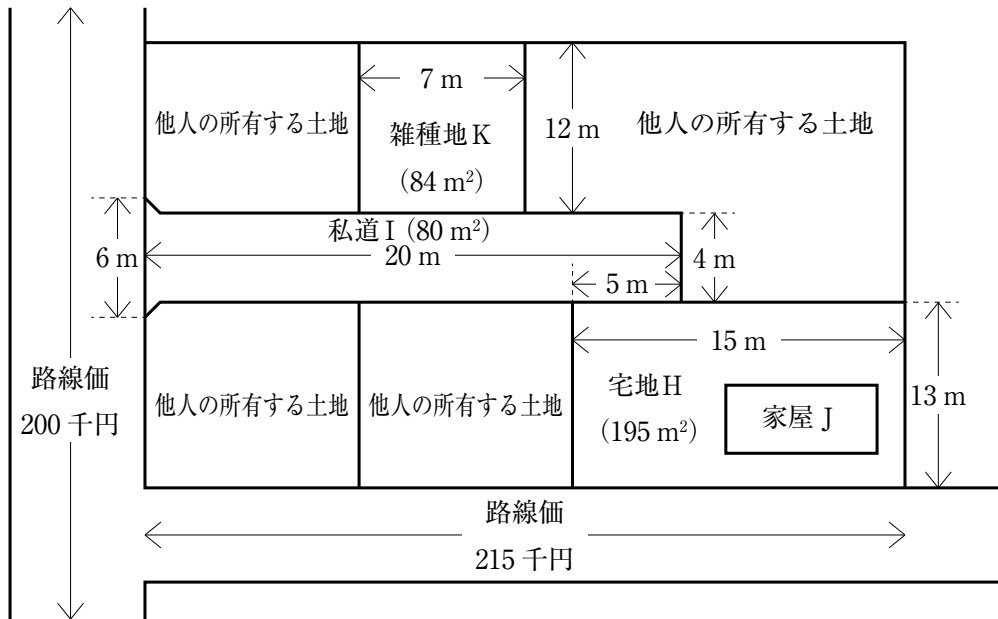 7 m
他人の所有する土地
雑種地K
(84 m²)
12 m
他人の所有する土地
私道I (80 m²)
6 m
20 m
4 m
5 m
15 m
路線価
200 千円
他人の所有する土地
他人の所有する土地
宅地H
(195 m²)
家屋 J
13 m
路線価
215 千円